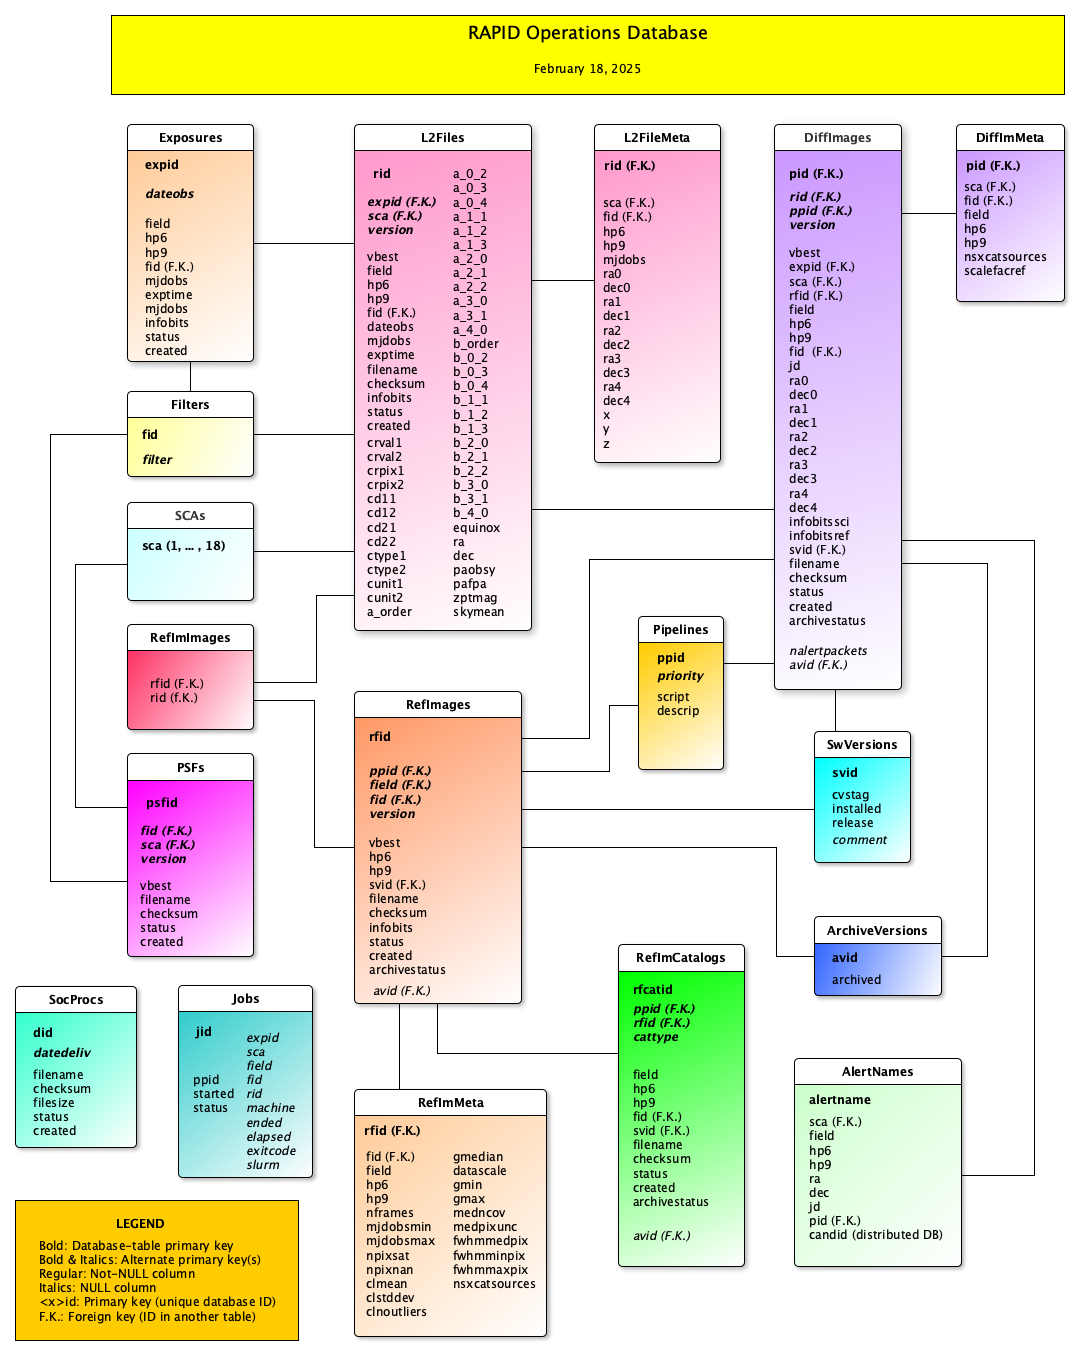 RAPID Operations Database
February 18, 2025
Exposures
expid
dateobs
field
hp6
hp9
fid (F.K.)
mjdobs
exptime
mjdobs
infobits
status
created
Filters
fid
filter
SCAs
sca (1, ... , 18)
RefImImages
rfid (F.K.)
rid (f.K.)
PSFs
psfid
fid (F.K.)
sca (F.K.)
version
vbest
filename
checksum
status
created
L2Files
rid
expid (F.K.)
sca (F.K.)
version
vbest
field
hp6
hp9
fid (F.K.)
dateobs
mjdobs
exptime
filename
checksum
infobits
status
created
crval1
crval2
crpix1
crpix2
cd11
cd12
cd21
cd22
ctype1
ctype2
cunit1
cunit2
a_order
a_0_2
a_0_3
a_0_4
a_1_1
a_1_2
a_1_3
a_2_0
a_2_1
a_2_2
a_3_0
a_3_1
a_4_0
b_order
b_0_2
b_0_3
b_0_4
b_1_1
b_1_2
b_1_3
b_2_0
b_2_1
b_2_2
b_3_0
b_3_1
b_4_0
equinox
ra
dec
paobsy
pafpa
zptmag
skymean
L2FileMeta
rid (F.K.)
sca (F.K.)
fid (F.K.)
hp6
hp9
mjdobs
ra0
dec0
ra1
dec1
ra2
dec2
ra3
dec3
ra4
dec4
x
y
z
DiffImages
pid (F.K.)
rid (F.K.)
ppid (F.K.)
version
vbest
expid (F.K.)
sca (F.K.)
rfid (F.K.)
field
hp6
hp9
fid (F.K.)
jd
ra0
dec0
ra1
dec1
ra2
dec2
ra3
dec3
ra4
dec4
infobitssci
infobitsref
svid (F.K.)
filename
checksum
status
created
archivestatus
nalertpackets
avid (F.K.)
DiffImMeta
pid (F.K.)
sca (F.K.)
fid (F.K.)
field
hp6
hp9
nsxcatsources
scalefacref
Pipelines
ppid
priority
script
descrip
RefImages
rfid
ppid (F.K.)
field (F.K.)
fid (F.K.)
version
vbest
hp6
hp9
svid (F.K.)
filename
checksum
infobits
status
created
archivestatus
avid (F.K.)
SwVersions
svid
cvstag
installed
release
comment
ArchiveVersions
avid
archived
RefImCatalogs
rfcatid
ppid (F.K.)
rfid (F.K.)
cattype
field
hp6
hp9
fid (F.K.)
svid (F.K.)
filename
checksum
status
created
archivestatus
avid (F.K.)
SocProcs
did
datedeliv
filename
checksum
filesize
status
created
Jobs
jid
ppid
started
status
expid
sca
field
fid
rid
machine
ended
elapsed
exitcode
slurm
RefImMeta
rfid (F.K.)
fid (F.K.)
field
hp6
hp9
nframes
mjdobsmin
mjdobsmax
npixsat
npixnan
clmean
clstddev
clnoutliers
gmedian
datascale
gmin
gmax
medncov
medpixunc
fwhmmedpix
fwhmminpix
fwhmmaxpix
nsxcatsources
AlertNames
alertname
sca (F.K.)
field
hp6
hp9
ra
dec
jd
pid (F.K.)
candid (distributed DB)
LEGEND
Bold: Database-table primary key
Bold & Italics: Alternate primary key(s)
Regular: Not-NULL column
Italics: NULL column
<x>id: Primary key (unique database ID)
F.K.: Foreign key (ID in another table)